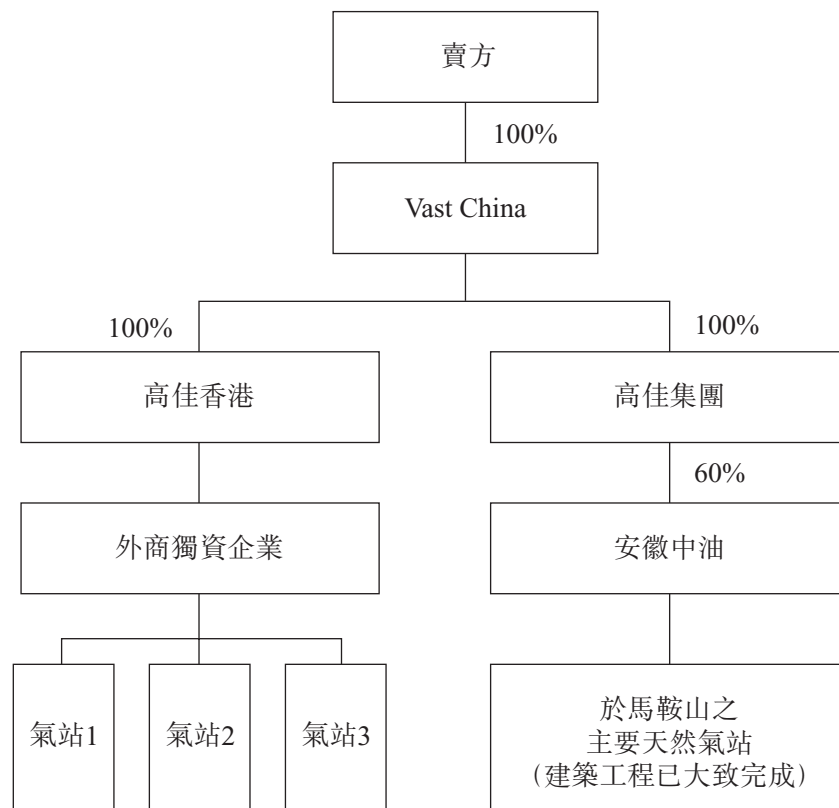 賣方
100%
Vast China
100%
100%
高佳香港
高佳集團
60%
外商獨資企業
安徽中油
氣站1
氣站2
氣站3
於馬鞍山之
主要天然氣站
（建築工程已大致完成）